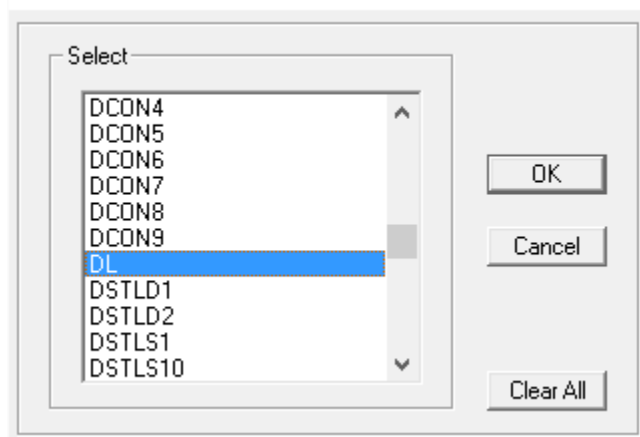 Select
DCON4
DCON5
DCON6
DCON7
DCON8
DCON9
DL
DSTLD1
DSTLD2
DSTLS1
DSTLS10
OK
Cancel
Clear All